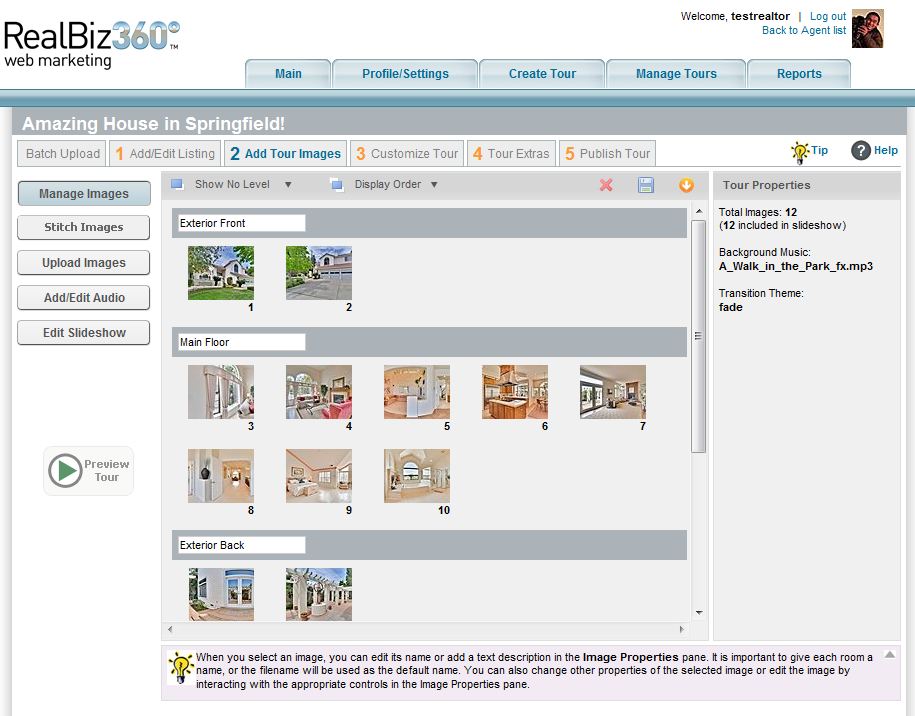 Welcome, testrealtor | Log out
Back to Agent list
RealBiz360°™
web marketing
Main
Profile/Settings
Create Tour
Manage Tours
Reports
Amazing House in Springfield!
Batch Upload
1 Add/Edit Listing
2 Add Tour Images
3 Customize Tour
4 Tour Extras
5 Publish Tour
Tip
? Help
Manage Images
Stitch Images
Upload Images
Add/Edit Audio
Edit Slideshow
Preview
Tour
Show No Level
Display Order
Exterior Front
1
2
Main Floor
3
4
5
6
7
8
9
10
Exterior Back
Tour Properties
Total Images: 12
(12 included in slideshow)
Background Music:
A_Walk_in_the_Park_fx.mp3
Transition Theme:
fade
When you select an image, you can edit its name or add a text description in the Image Properties pane. It is important to give each room a
name, or the filename will be used as the default name. You can also change other properties of the selected image or edit the image by
interacting with the appropriate controls in the Image Properties pane.